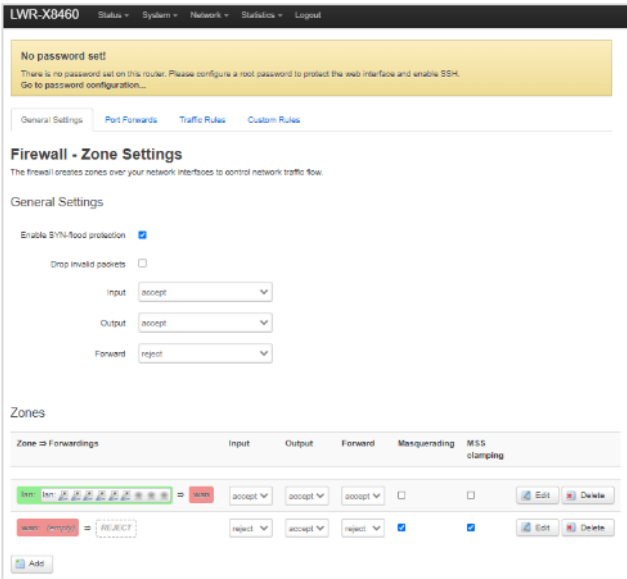 LWR-X8460 Status System Network Statistics Logout
No password set!
There is no password set on this router. Please configure a root password to protect the web interface and enable SSH.
Go to password configuration...
General Settings Port Forwards Traffic Rules Custom Rules
Firewall - Zone Settings
The firewall creates zones over your network interfaces to control network traffic flow.
General Settings
Enable SYN-flood protection
Drop invalid packets
Input accept
Output accept
Forward reject
Zones
Zone ⇒ Forwardings Input Output Forward Masquerading MSS
clamping
lan: lan: ⇒ wan accept accept accept Edit Delete
wan: (empty) ⇒ REJECT reject accept reject Edit Delete
Add